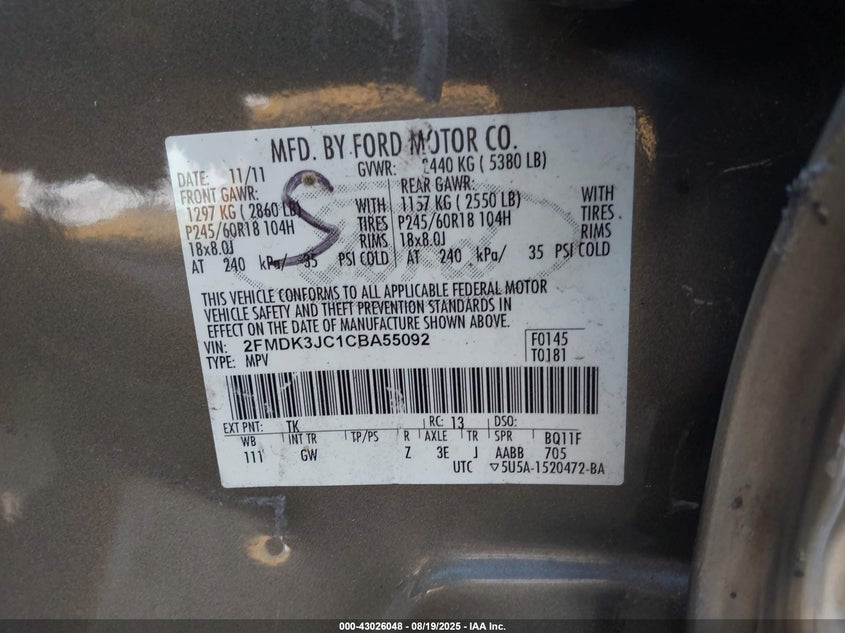 MFD. BY FORD MOTOR CO.
DATE: 11/11 GVWR: 2440 KG ( 5380 LB)
FRONT GAWR: REAR GAWR:
1297 KG ( 2860 LB) WITH 1157 KG ( 2550 LB) WITH
P245/60R18 104H TIRES P245/60R18 104H TIRES
18x8.0J RIMS 18x8.0J RIMS
AT 240 kPa/ 35 PSI COLD AT 240 kPa/ 35 PSI COLD
S
Ford
THIS VEHICLE CONFORMS TO ALL APPLICABLE FEDERAL MOTOR
VEHICLE SAFETY AND THEFT PREVENTION STANDARDS IN
EFFECT ON THE DATE OF MANUFACTURE SHOWN ABOVE.
VIN: 2FMDK3JC1CBA55092 F0145
TYPE: MPV T0181
EXT PNT: TK RC: 13 DSO:
WB INT TR TP/PS R AXLE TR SPR BQ11F
111 GW Z 3E J AABB 705
UTC ▽5U5A-1520472-BA
000-43026048 - 08/19/2025 - IAA Inc.